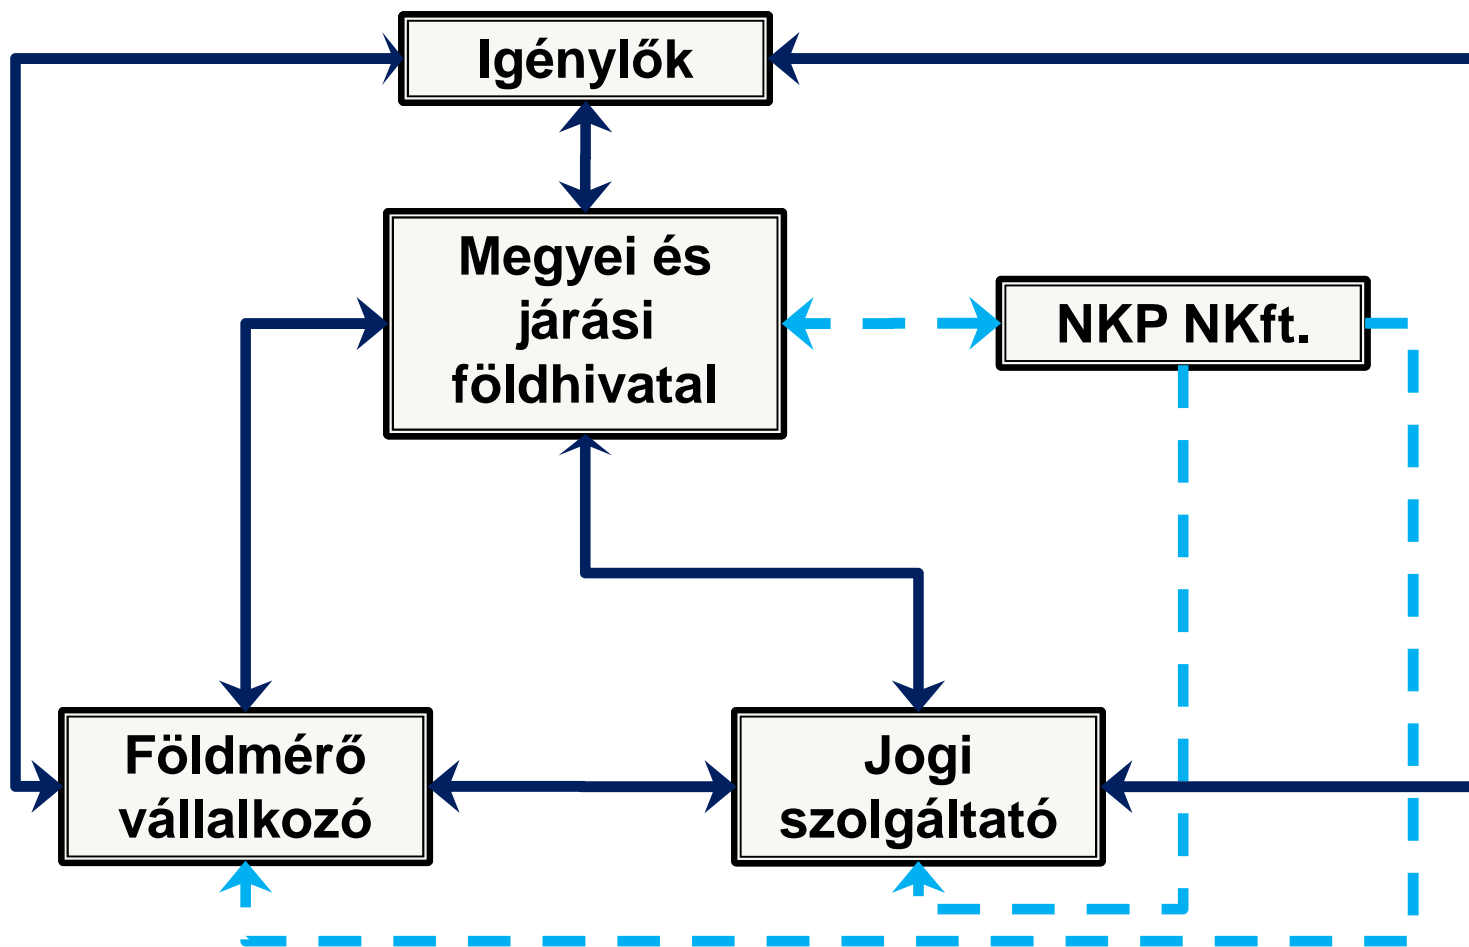 Igénylők
Megyei és
járási
földhivatal
NKP NKft.
Földmérő
vállalkozó
Jogi
szolgáltató